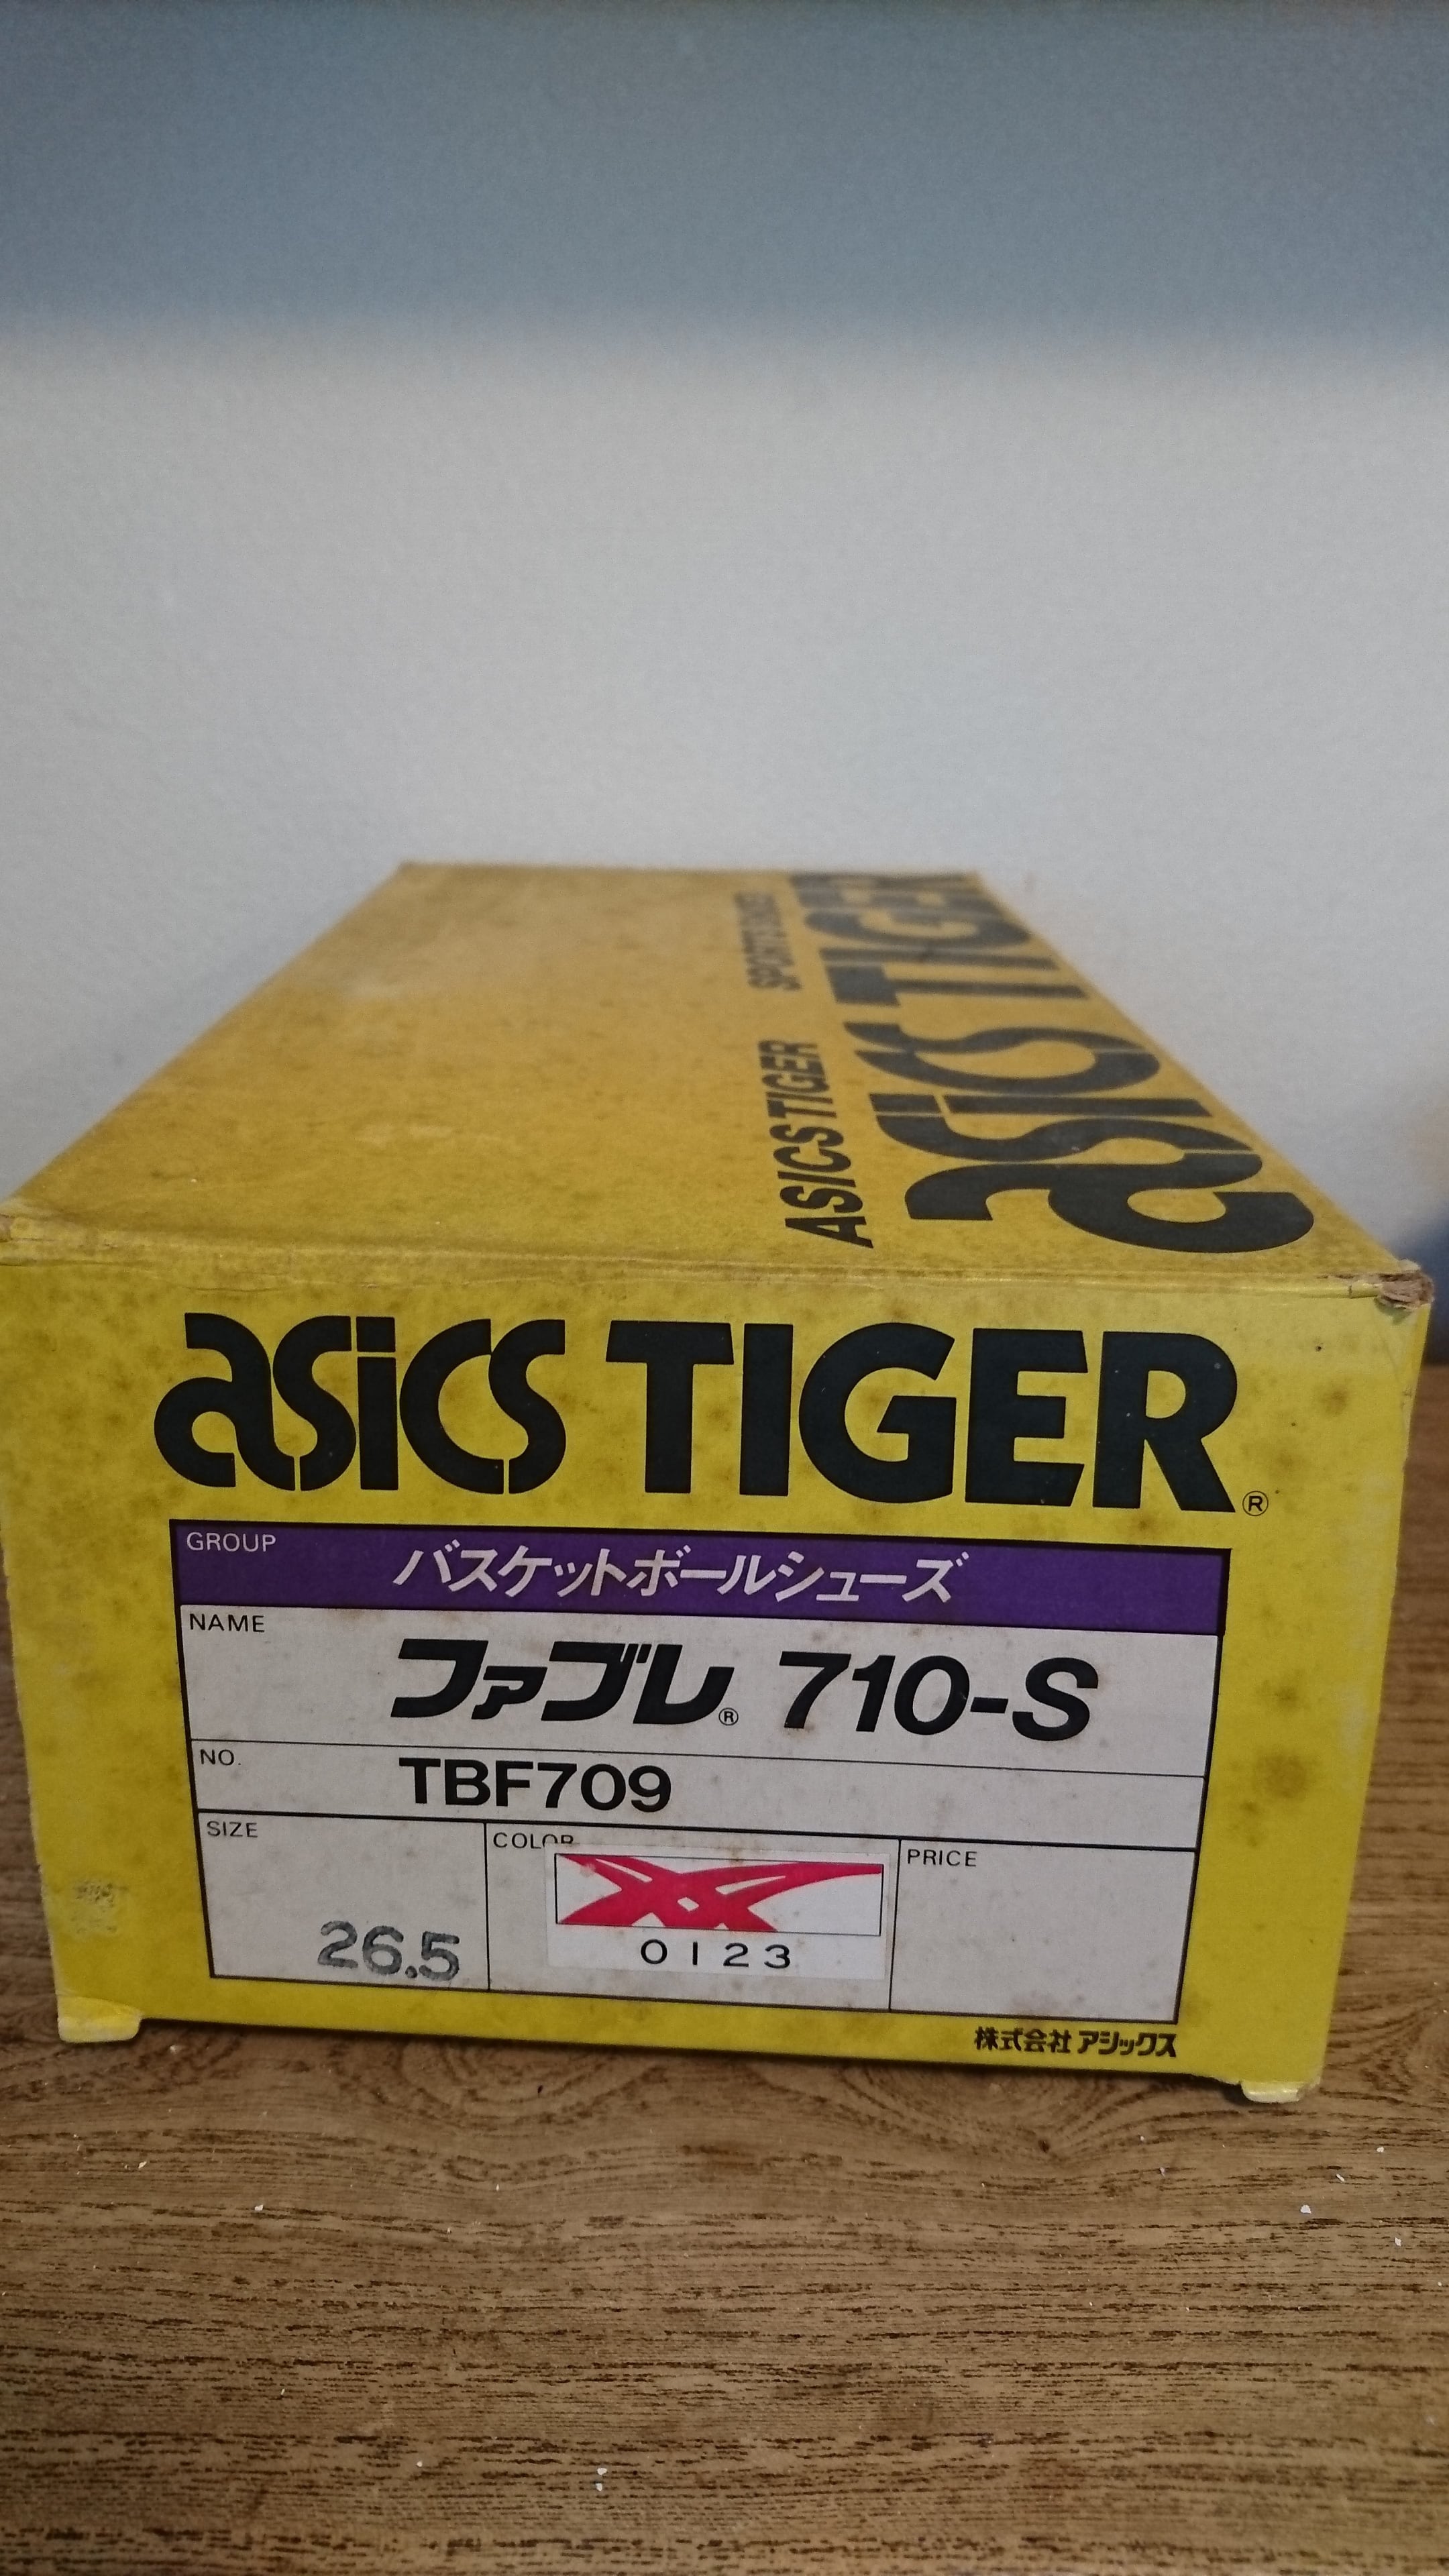 ASICS TIGER SPORTS SHOES
asics TIGER
asics TIGER®
GROUP バスケットボールシューズ
NAME ファブレ® 710-S
NO. TBF709
SIZE 26.5
COLOR 0123
PRICE
株式会社 アシックス